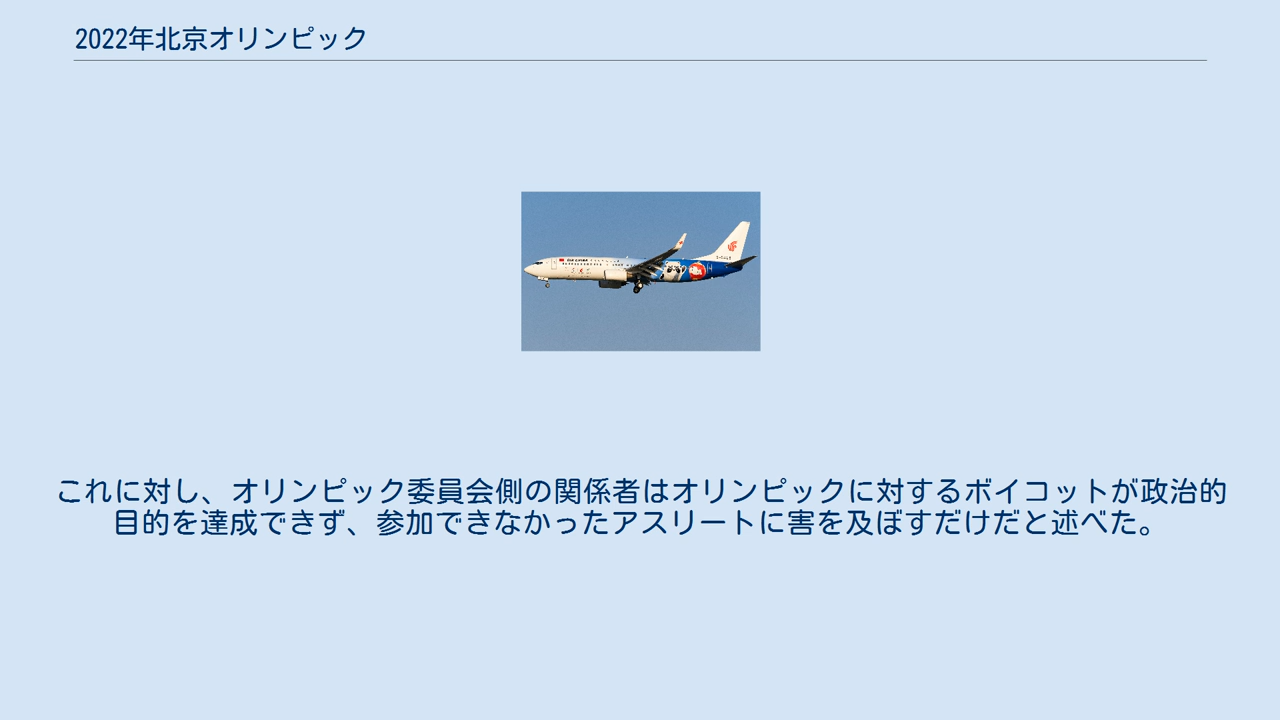 2022年北京オリンピック
AIR CHINA
これに対し、オリンピック委員会側の関係者はオリンピックに対するボイコットが政治的
目的を達成できず、参加できなかったアスリートに害を及ぼすだけだと述べた。